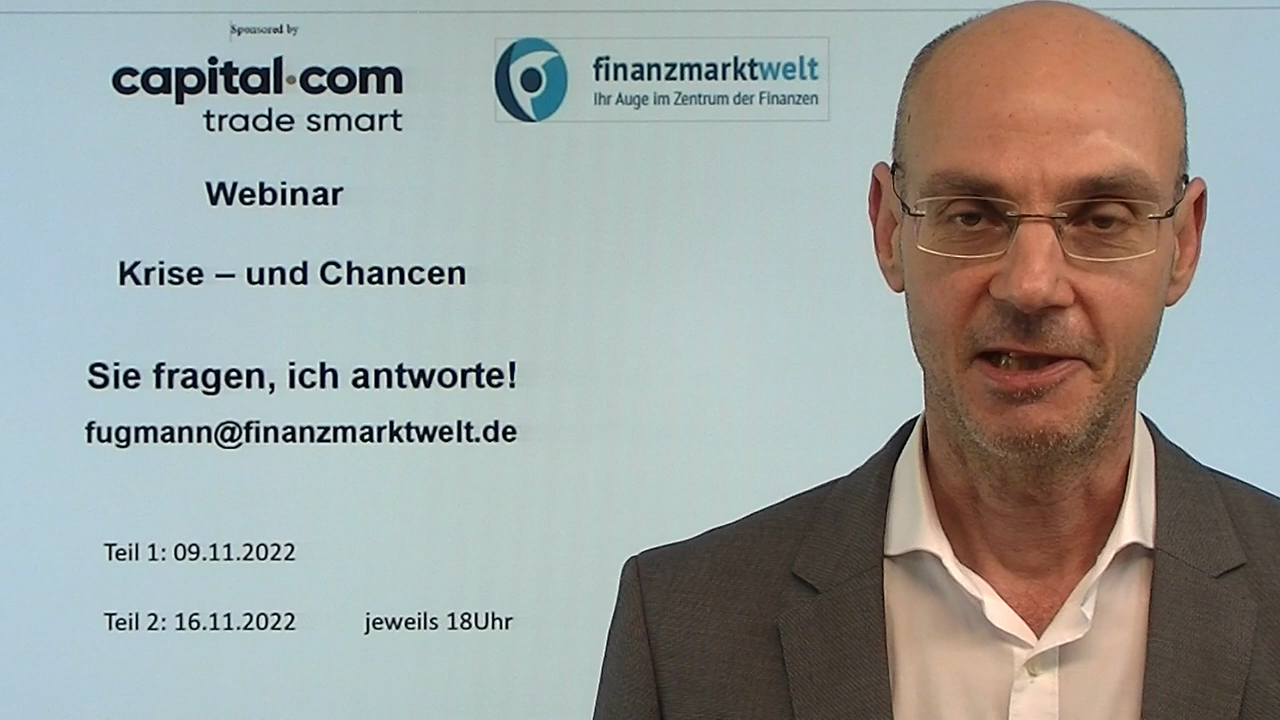 Sponsored by
capital.com
trade smart
finanzmarktwelt
Ihr Auge im Zentrum der Finanzen
Webinar
Krise – und Chancen
Sie fragen, ich antworte!
fugmann@finanzmarktwelt.de
Teil 1: 09.11.2022
Teil 2: 16.11.2022 jeweils 18Uhr